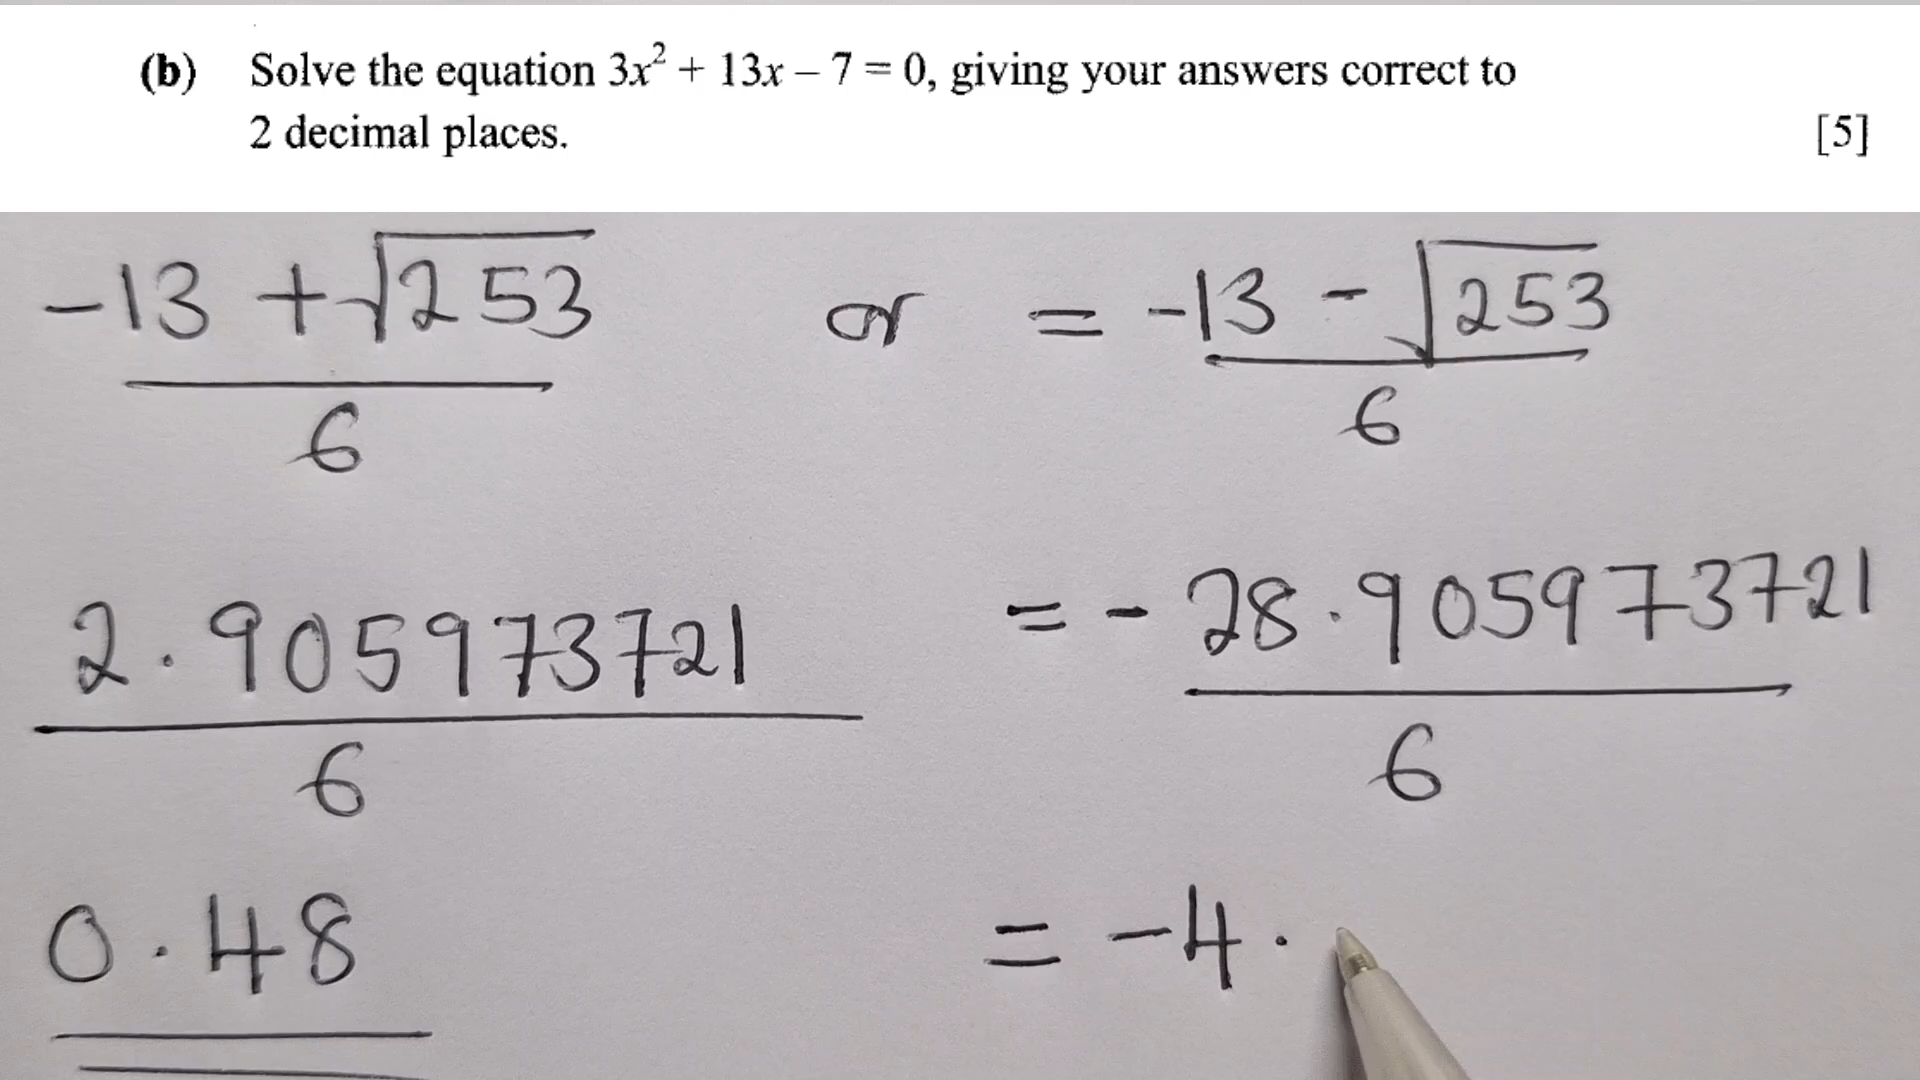 (b) Solve the equation 3x² + 13x – 7 = 0, giving your answers correct to
2 decimal places. [5]
-13 + √253 / 6 or = -13 - √253 / 6
2.905973721 / 6 = -28.905973721 / 6
0.48 = -4.